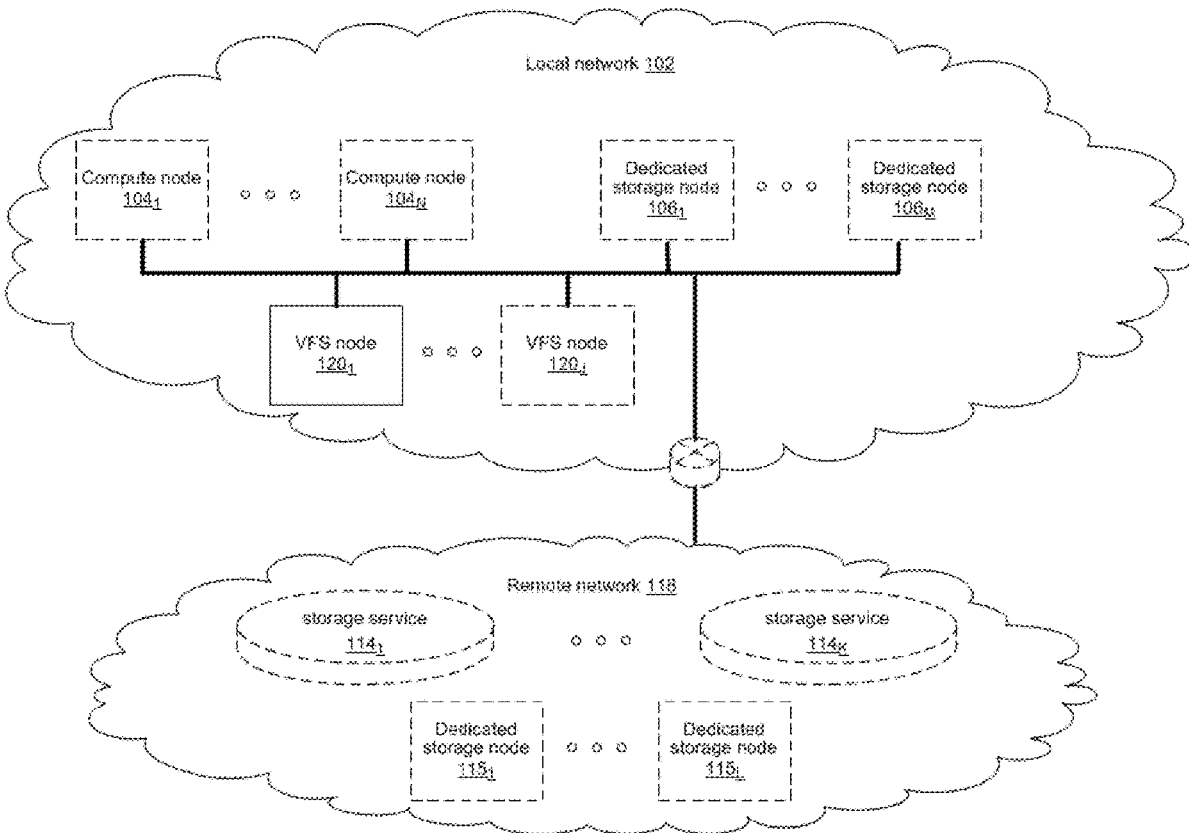 Local network 102
Compute node
104₁
Compute node
104N
Dedicated
storage node
106₁
Dedicated
storage node
106M
VFS node
120₁
VFS node
120J
Remote network 118
storage service
114₁
storage service
114K
Dedicated
storage node
115₁
Dedicated
storage node
115L